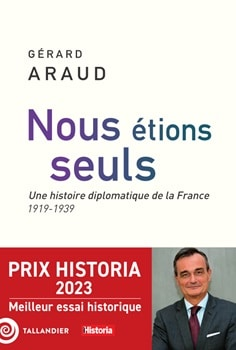 GÉRARD
ARAUD
Nous étions
seuls
Une histoire diplomatique de la France
1919-1939
PRIX HISTORIA
2023
Meilleur essai historique
TALLANDIER
Historia